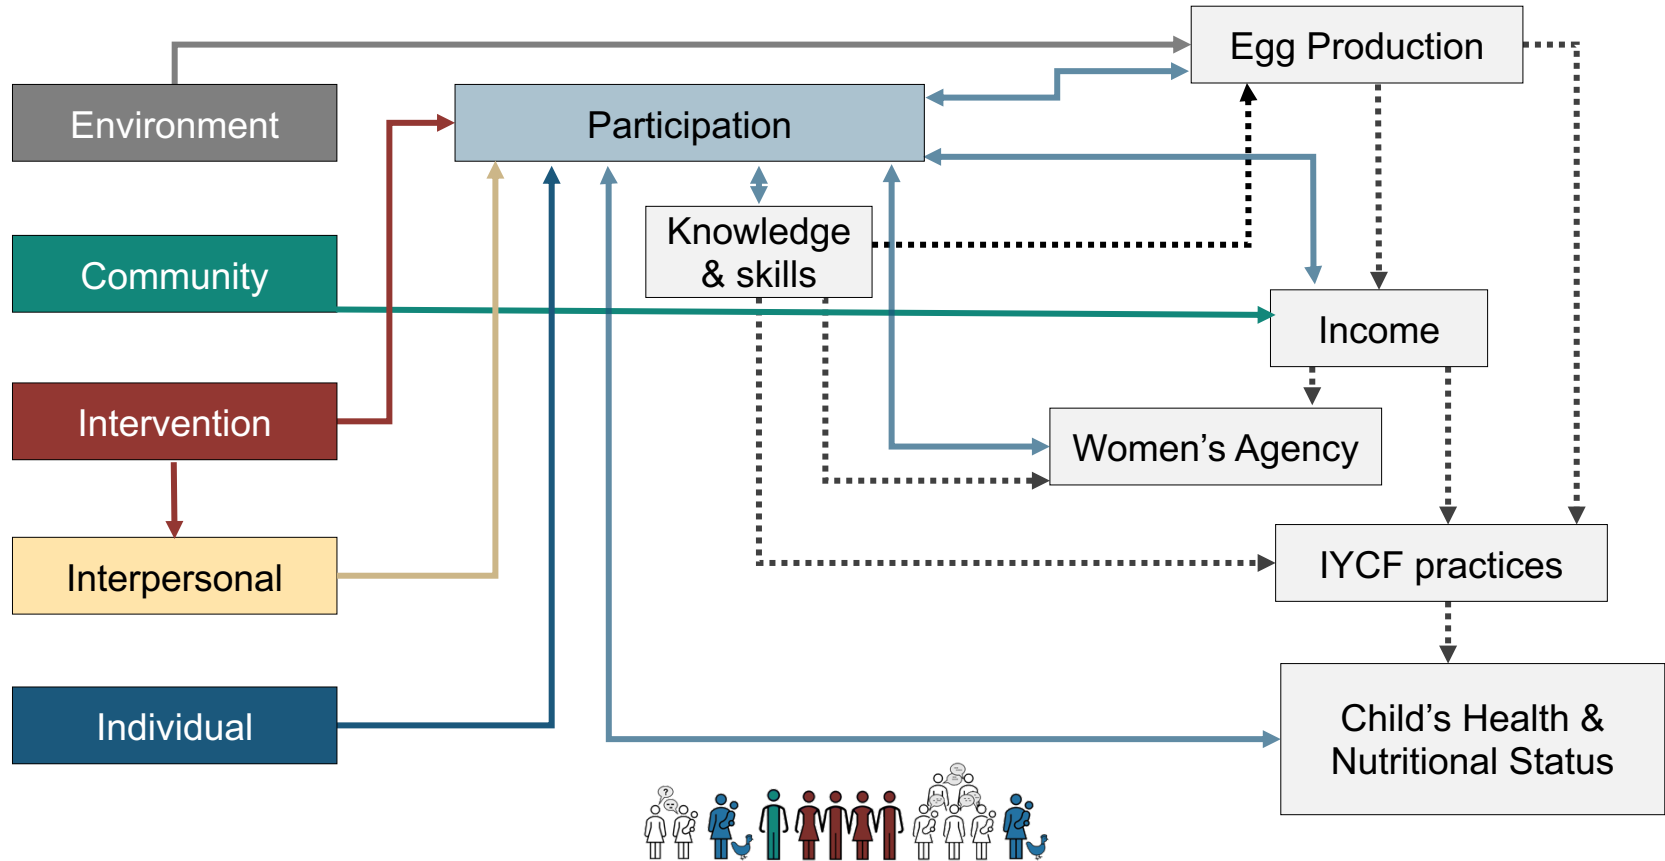 Egg Production
Environment
Participation
Knowledge
& skills
Community
Income
Intervention
Women's Agency
Interpersonal
IYCF practices
Individual
Child's Health &
Nutritional Status
?